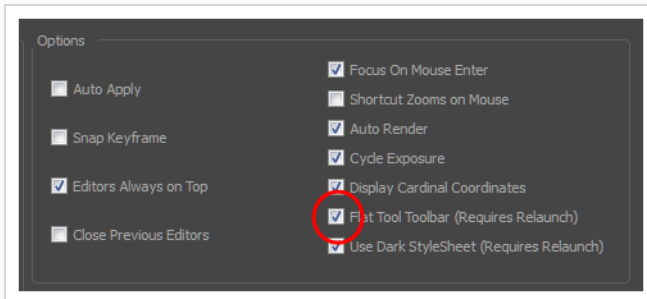 Options
Auto Apply
Snap Keyframe
Editors Always on Top
Close Previous Editors
Focus On Mouse Enter
Shortcut Zooms on Mouse
Auto Render
Cycle Exposure
Display Cardinal Coordinates
Flat Tool Toolbar (Requires Relaunch)
Use Dark StyleSheet (Requires Relaunch)